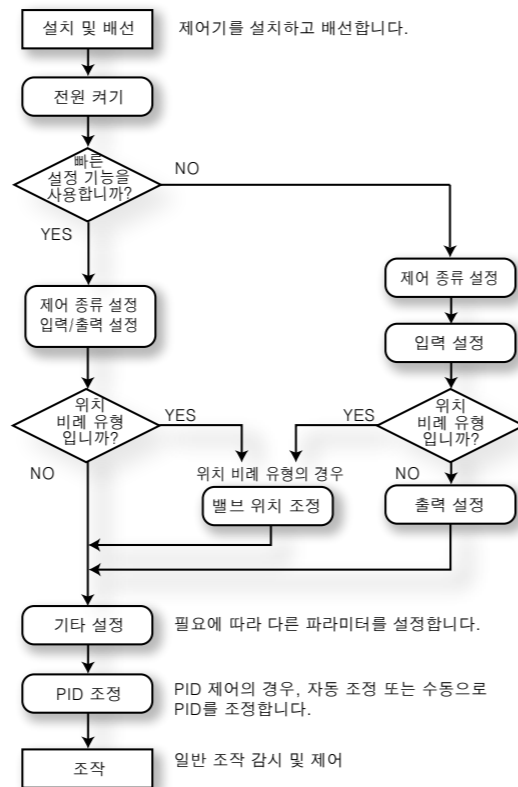 설치 및 배선
제어기를 설치하고 배선합니다.
전원 켜기
빠른
설정 기능을
사용합니까?
NO
YES
제어 종류 설정
입력/출력 설정
제어 종류 설정
입력 설정
위치
비례 유형
입니까?
YES
NO
위치
비례 유형
입니까?
YES
NO
위치 비례 유형의 경우
밸브 위치 조정
출력 설정
기타 설정
필요에 따라 다른 파라미터를 설정합니다.
PID 조정
PID 제어의 경우, 자동 조정 또는 수동으로
PID를 조정합니다.
조작
일반 조작 감시 및 제어